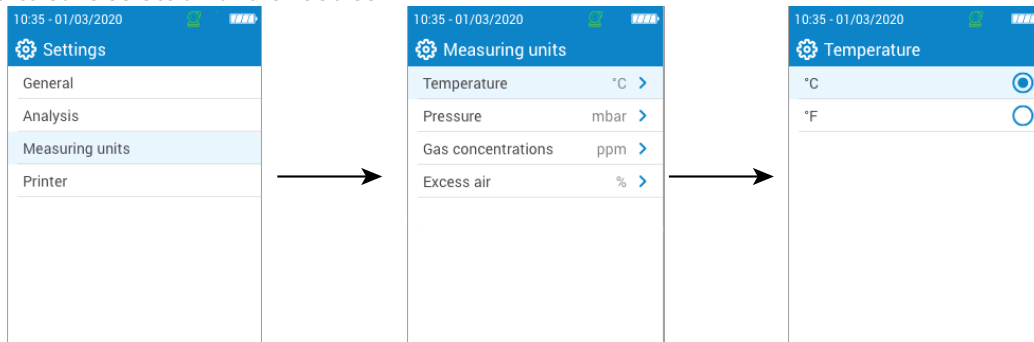 10:35 - 01/03/2020
Settings
General
Analysis
Measuring units
Printer
10:35 - 01/03/2020
Measuring units
Temperature °C
Pressure mbar
Gas concentrations ppm
Excess air %
10:35 - 01/03/2020
Temperature
°C
°F